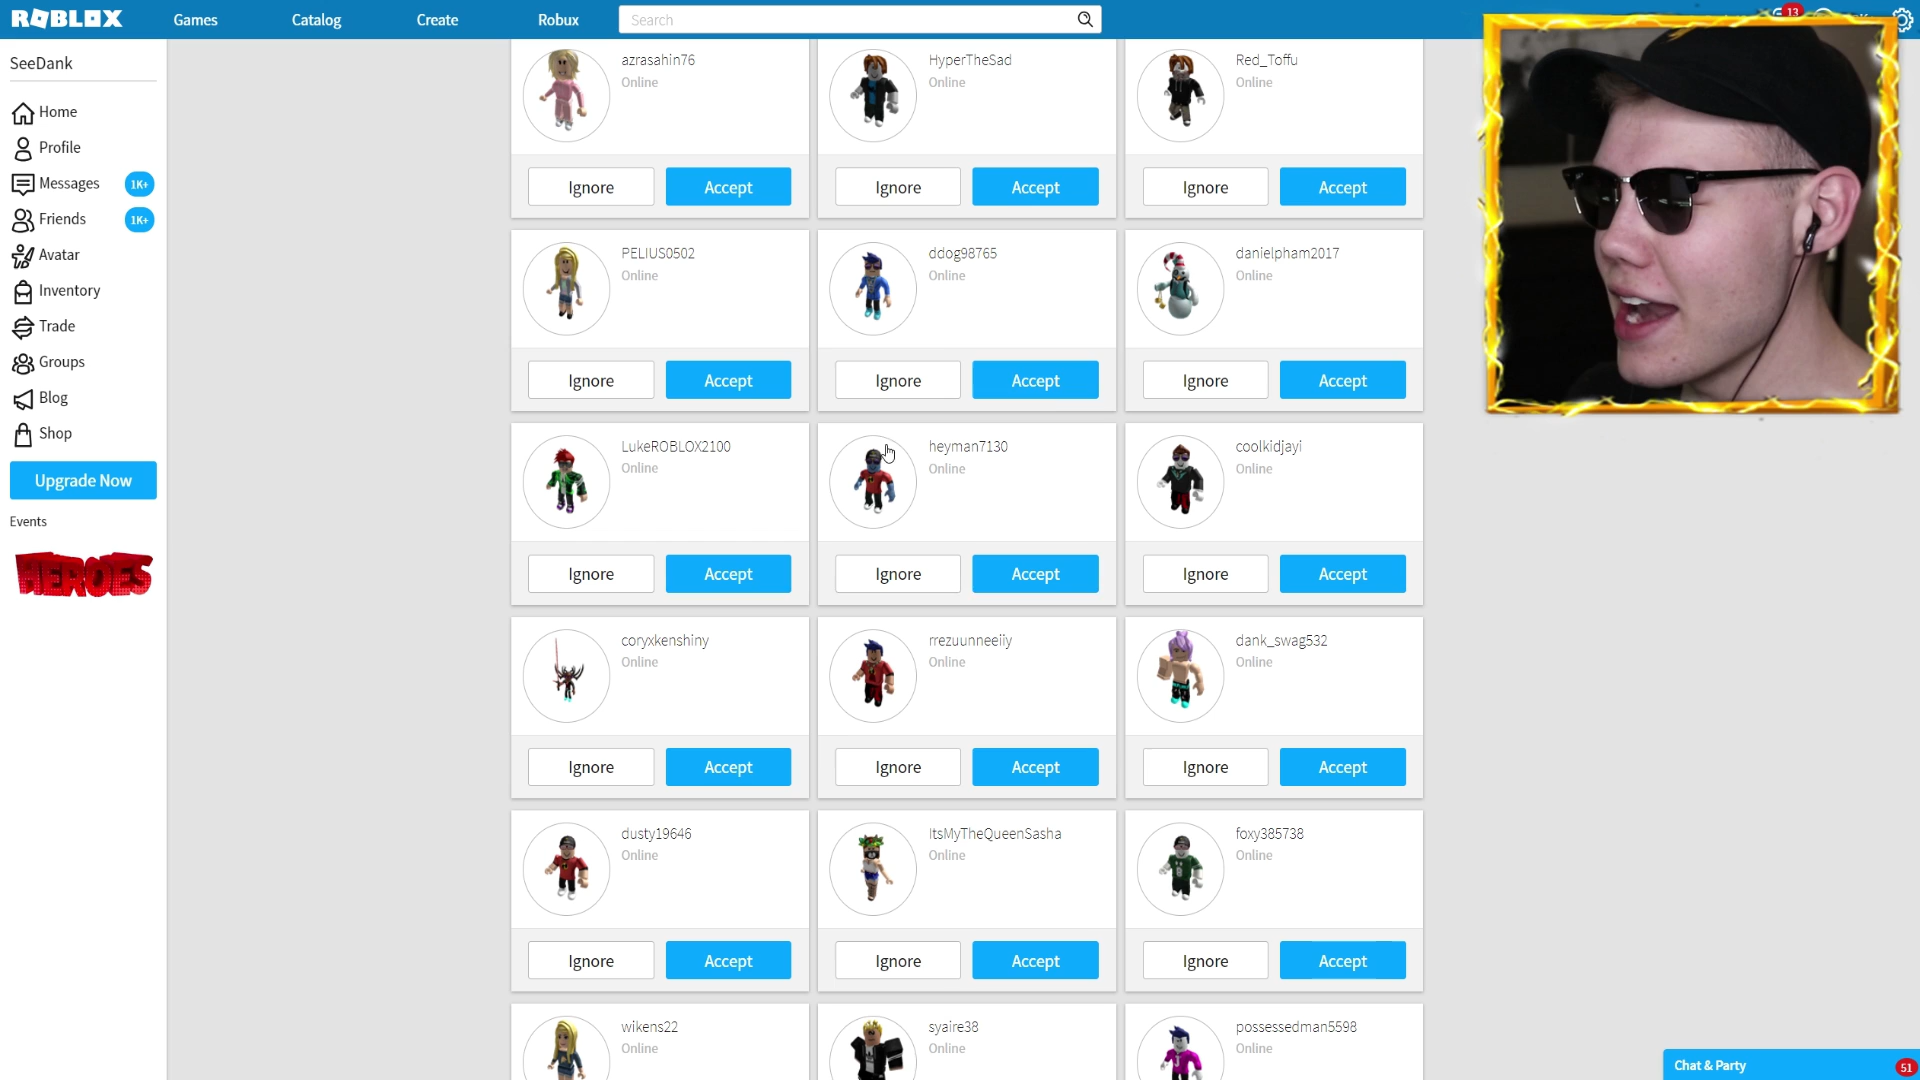 ROBLOX Games Catalog Create Robux Search 13
SeeDank
Home
Profile
Messages 1K+
Friends 1K+
Avatar
Inventory
Trade
Groups
Blog
Shop
Upgrade Now
Events
HEROES
azrasahin76 HyperTheSad Red_Toffu
Online Online Online
Ignore Accept Ignore Accept Ignore Accept
PELIUS0502 ddog98765 danielpham2017
Online Online Online
Ignore Accept Ignore Accept Ignore Accept
LukeROBLOX2100 heyman7130 coolkidjayi
Online Online Online
Ignore Accept Ignore Accept Ignore Accept
coryxkenshiny rrezuunneeiiy dank_swag532
Online Online Online
Ignore Accept Ignore Accept Ignore Accept
dusty19646 ItsMyTheQueenSasha foxy385738
Online Online Online
Ignore Accept Ignore Accept Ignore Accept
wikens22 syaire38 possessedman5598
Online Online Online
Chat & Party 51